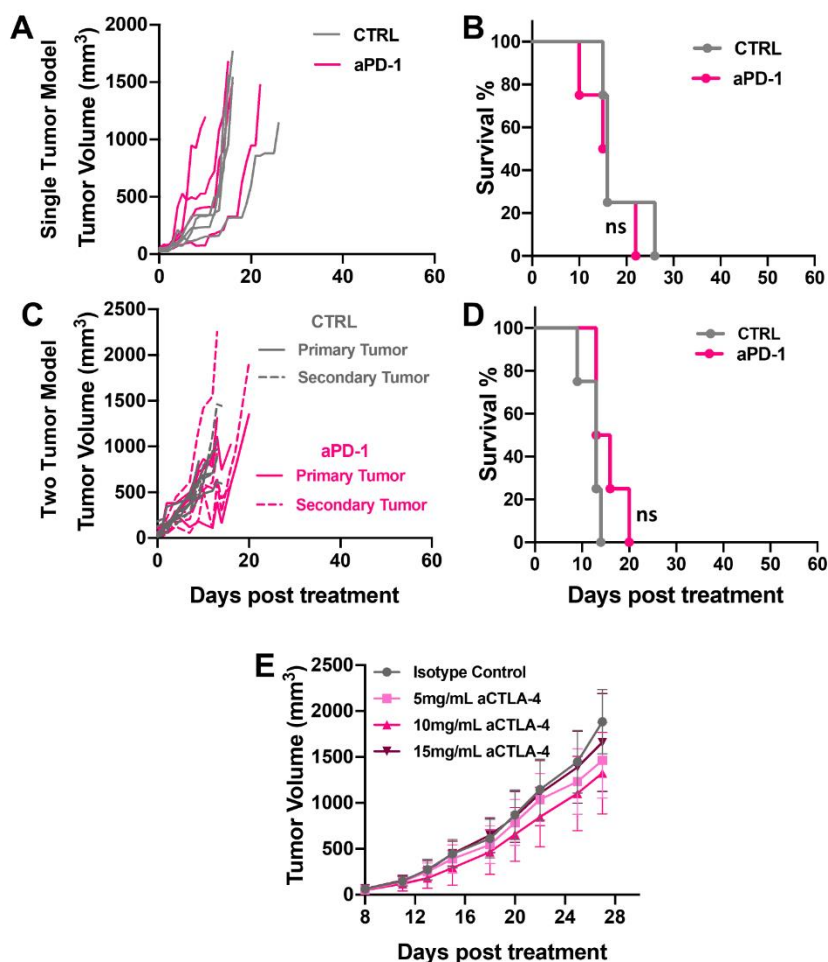 A
Single Tumor Model
Tumor Volume (mm³)
2000
1500
1000
500
0
0 20 40 60
CTRL
aPD-1
B
Survival %
100
80
60
40
20
0
0 10 20 30 40 50 60
CTRL
aPD-1
ns
C
Two Tumor Model
Tumor Volume (mm³)
2500
2000
1500
1000
500
0
0 20 40 60
Days post treatment
CTRL
Primary Tumor
Secondary Tumor
aPD-1
Primary Tumor
Secondary Tumor
D
Survival %
100
80
60
40
20
0
0 10 20 30 40 50 60
Days post treatment
CTRL
aPD-1
ns
E
Tumor Volume (mm³)
2500
2000
1500
1000
500
0
8 12 16 20 24 28
Days post treatment
Isotype Control
5mg/mL aCTLA-4
10mg/mL aCTLA-4
15mg/mL aCTLA-4